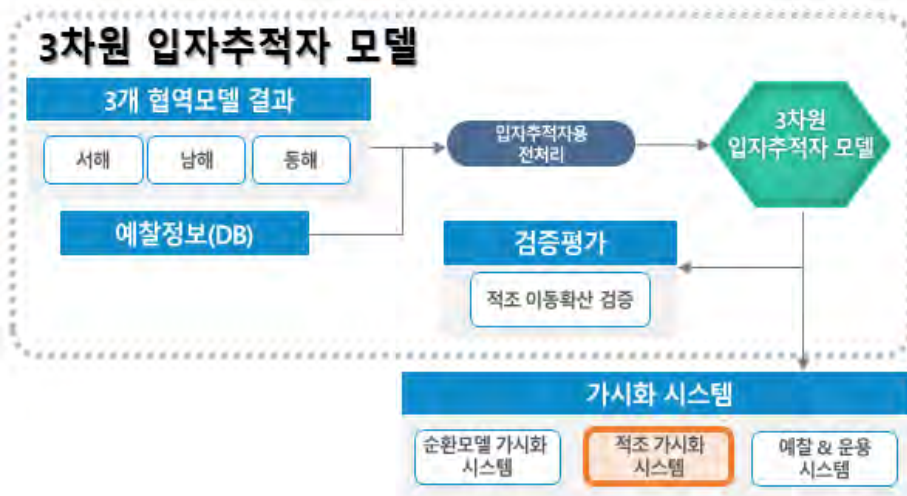 3차원 입자추적자 모델
3개 협역모델 결과
서해
남해
동해
예찰정보(DB)
입자추적자용
전처리
3차원
입자추적자 모델
검증평가
적조 이동확산 검증
가시화 시스템
순환모델 가시화
시스템
적조 가시화
시스템
예찰 & 운용
시스템